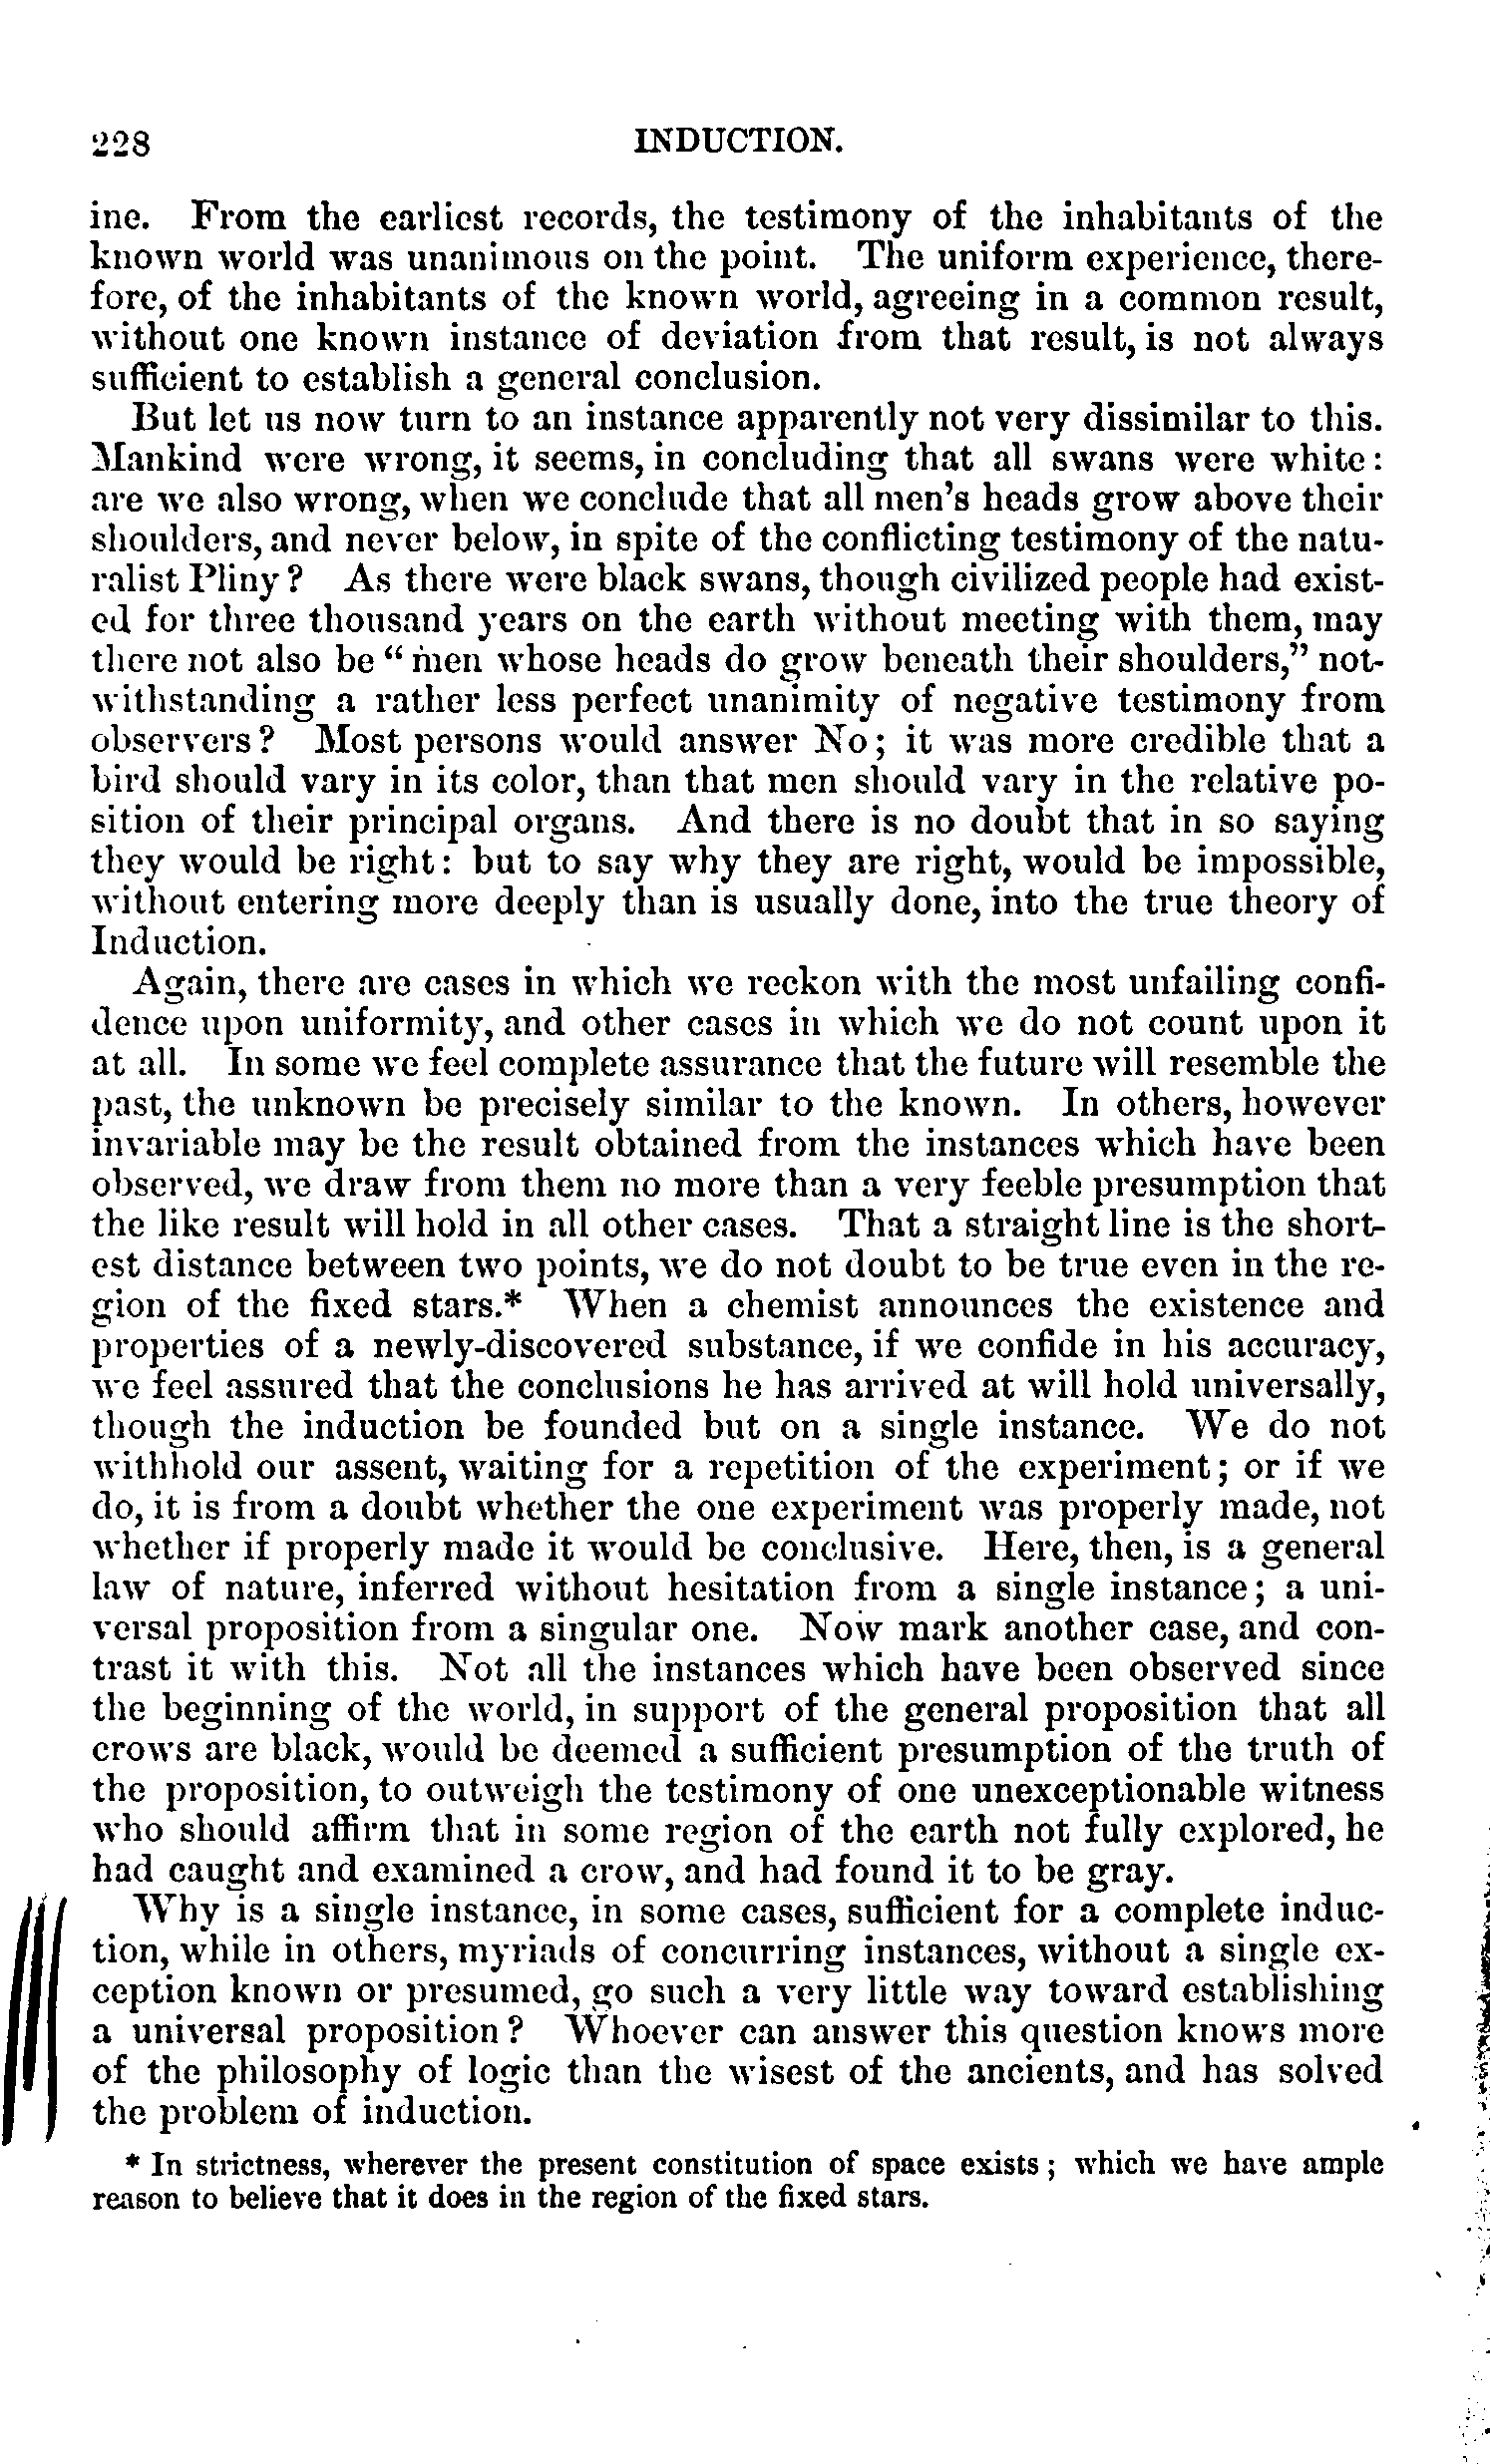 228 INDUCTION.
ine. From the earliest records, the testimony of the inhabitants of the
known world was unanimous on the point. The uniform experience, there-
fore, of the inhabitants of the known world, agreeing in a common result,
without one known instance of deviation from that result, is not always
sufficient to establish a general conclusion.
But let us now turn to an instance apparently not very dissimilar to this.
Mankind were wrong, it seems, in concluding that all swans were white:
are we also wrong, when we conclude that all men's heads grow above their
shoulders, and never below, in spite of the conflicting testimony of the natu-
ralist Pliny? As there were black swans, though civilized people had exist-
ed for three thousand years on the earth without meeting with them, may
there not also be "men whose heads do grow beneath their shoulders," not-
withstanding a rather less perfect unanimity of negative testimony from
observers? Most persons would answer No; it was more credible that a
bird should vary in its color, than that men should vary in the relative po-
sition of their principal organs. And there is no doubt that in so saying
they would be right: but to say why they are right, would be impossible,
without entering more deeply than is usually done, into the true theory of
Induction.
Again, there are cases in which we reckon with the most unfailing confi-
dence upon uniformity, and other cases in which we do not count upon it
at all. In some we feel complete assurance that the future will resemble the
past, the unknown be precisely similar to the known. In others, however
invariable may be the result obtained from the instances which have been
observed, we draw from them no more than a very feeble presumption that
the like result will hold in all other cases. That a straight line is the short-
est distance between two points, we do not doubt to be true even in the re-
gion of the fixed stars.* When a chemist announces the existence and
properties of a newly-discovered substance, if we confide in his accuracy,
we feel assured that the conclusions he has arrived at will hold universally,
though the induction be founded but on a single instance. We do not
withhold our assent, waiting for a repetition of the experiment; or if we
do, it is from a doubt whether the one experiment was properly made, not
whether if properly made it would be conclusive. Here, then, is a general
law of nature, inferred without hesitation from a single instance; a uni-
versal proposition from a singular one. Now mark another case, and con-
trast it with this. Not all the instances which have been observed since
the beginning of the world, in support of the general proposition that all
crows are black, would be deemed a sufficient presumption of the truth of
the proposition, to outweigh the testimony of one unexceptionable witness
who should affirm that in some region of the earth not fully explored, he
had caught and examined a crow, and had found it to be gray.
Why is a single instance, in some cases, sufficient for a complete induc-
tion, while in others, myriads of concurring instances, without a single ex-
ception known or presumed, go such a very little way toward establishing
a universal proposition? Whoever can answer this question knows more
of the philosophy of logic than the wisest of the ancients, and has solved
the problem of induction.
* In strictness, wherever the present constitution of space exists; which we have ample
reason to believe that it does in the region of the fixed stars.